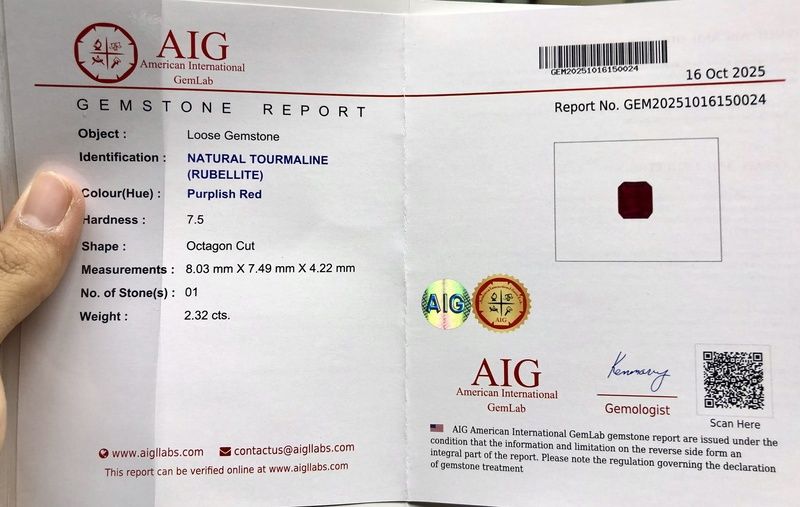 AIG
American International
GemLab
GEMSTONE REPORT
Object : Loose Gemstone
Identification : NATURAL TOURMALINE
(RUBELLITE)
Colour(Hue) : Purplish Red
Hardness : 7.5
Shape : Octagon Cut
Measurements : 8.03 mm X 7.49 mm X 4.22 mm
No. of Stone(s) : 01
Weight : 2.32 cts.
www.aigllabs.com contactus@aigllabs.com
This report can be verified online at www.aigllabs.com
GEM20251016150024
16 Oct 2025
Report No. GEM20251016150024
AIG
AIG
AIG
American International
GemLab
Gemologist
Scan Here
AIG American International GemLab gemstone report are issued under the
condition that the information and limitation on the reverse side form an
integral part of the report. Please note the regulation governing the declaration
of gemstone treatment